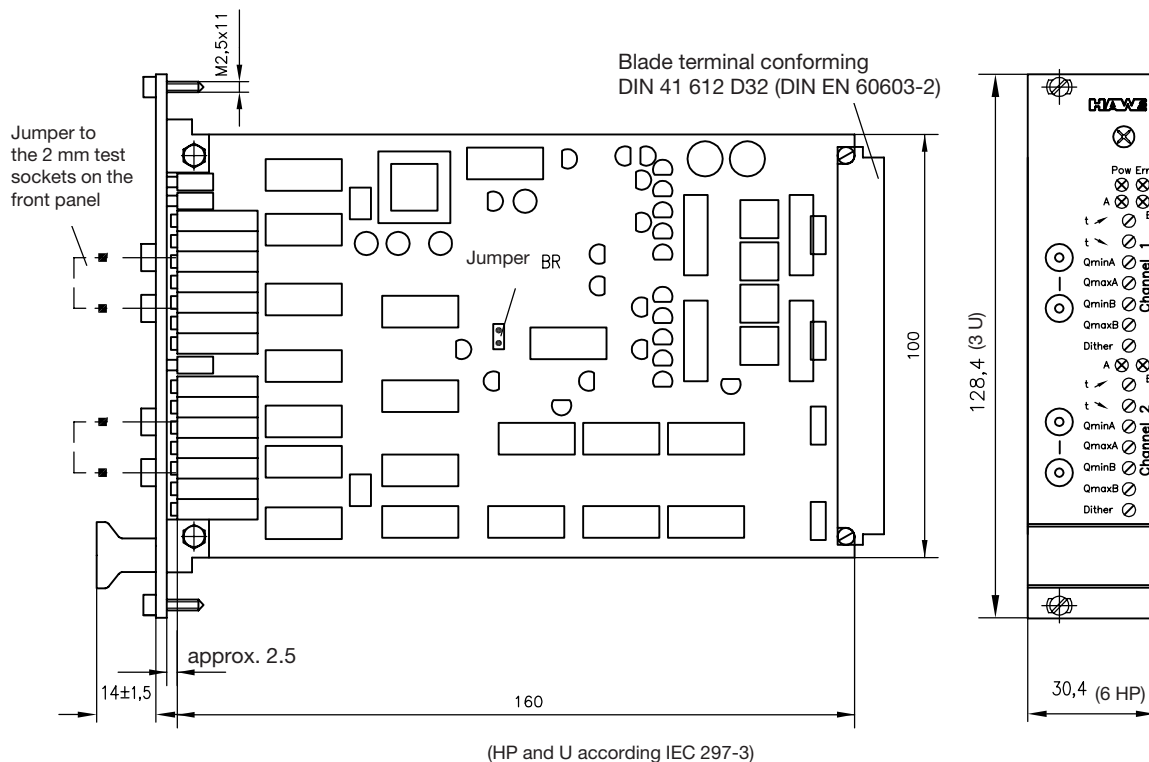 M2,5x11
Blade terminal conforming
DIN 41 612 D32 (DIN EN 60603-2)
Jumper to
the 2 mm test
sockets on the
front panel
Jumper BR
100
approx. 2.5
14±1,5
160
(HP and U according IEC 297-3)
128,4 (3 U)
30,4 (6 HP)
HAWE
Pow Err
A
t
t
QminA
QmaxA
QminB
QmaxB
Dither
Channel 1
A
t
t
QminA
QmaxA
QminB
QmaxB
Dither
Channel 2